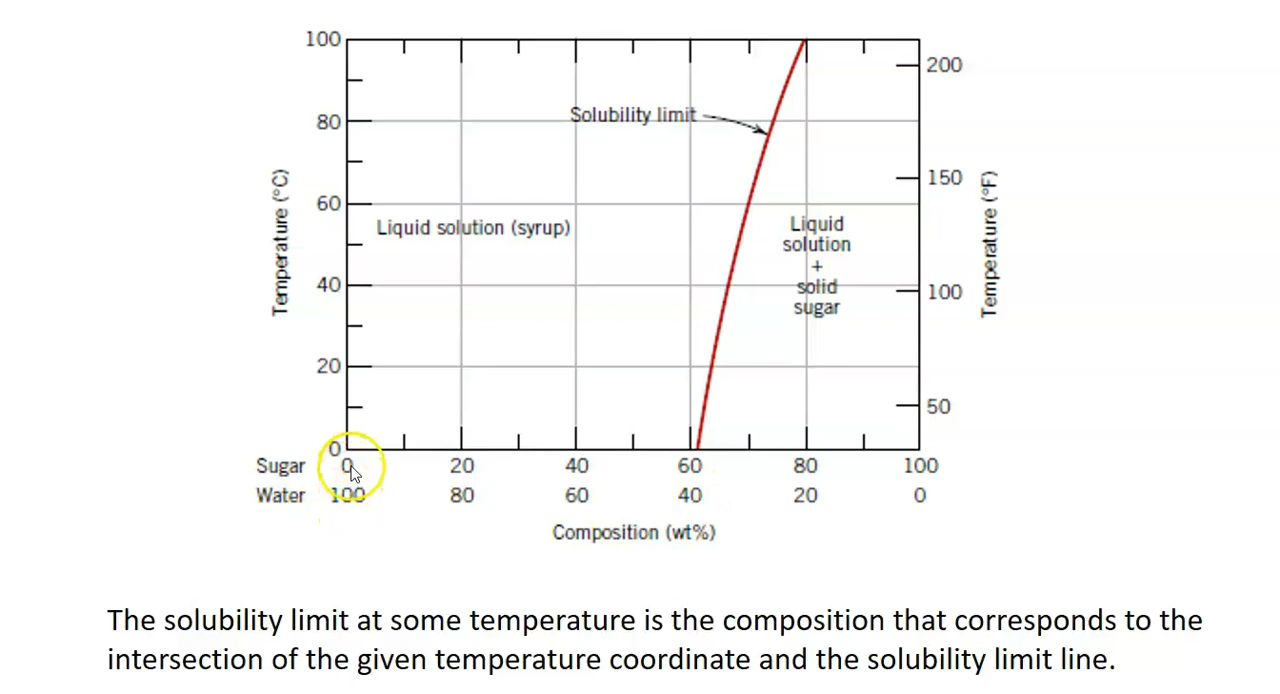 100
200
Solubility limit
80
150
Temperature (°C)
Temperature (°F)
60
Liquid solution (syrup)
Liquid
solution
+
solid
sugar
40
100
20
50
0
Sugar 0 20 40 60 80 100
Water 100 80 60 40 20 0
Composition (wt%)
The solubility limit at some temperature is the composition that corresponds to the
intersection of the given temperature coordinate and the solubility limit line.